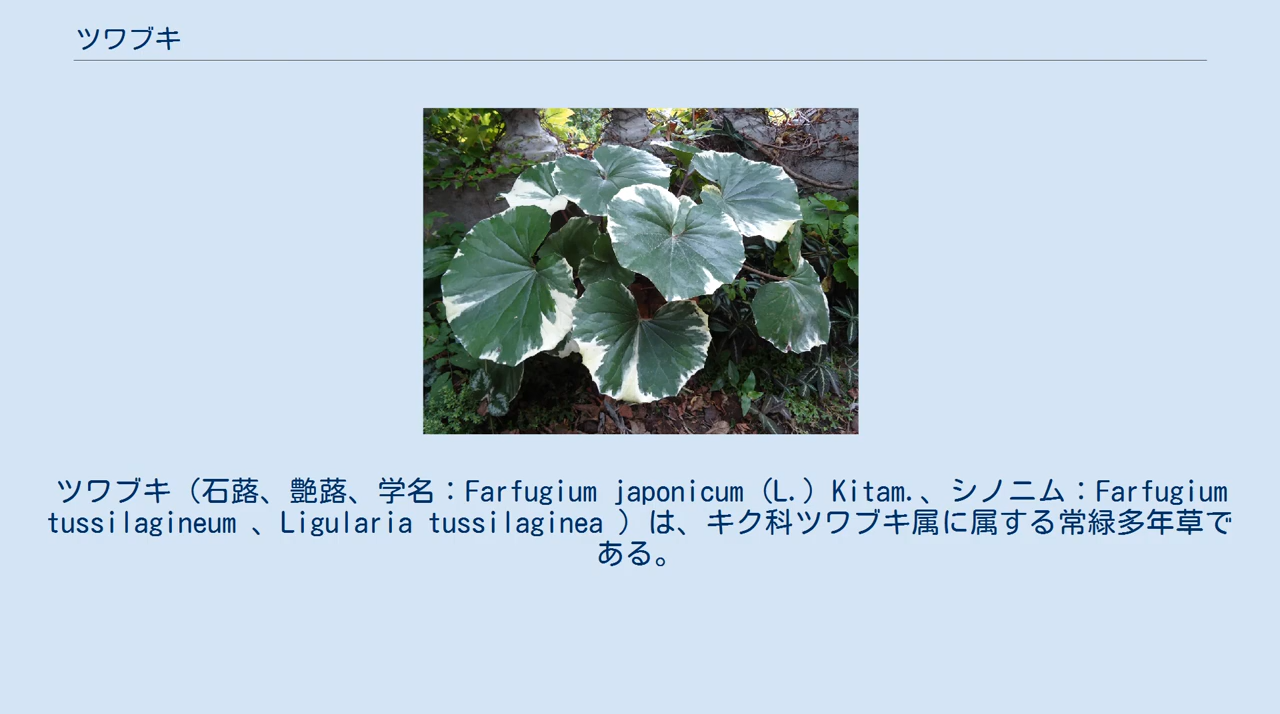 ツワブキ
ツワブキ（石蕗、艶蕗、学名：Farfugium japonicum (L.) Kitam.、シノニム：Farfugium
tussilagineum 、Ligularia tussilaginea ）は、キク科ツワブキ属に属する常緑多年草で
ある。